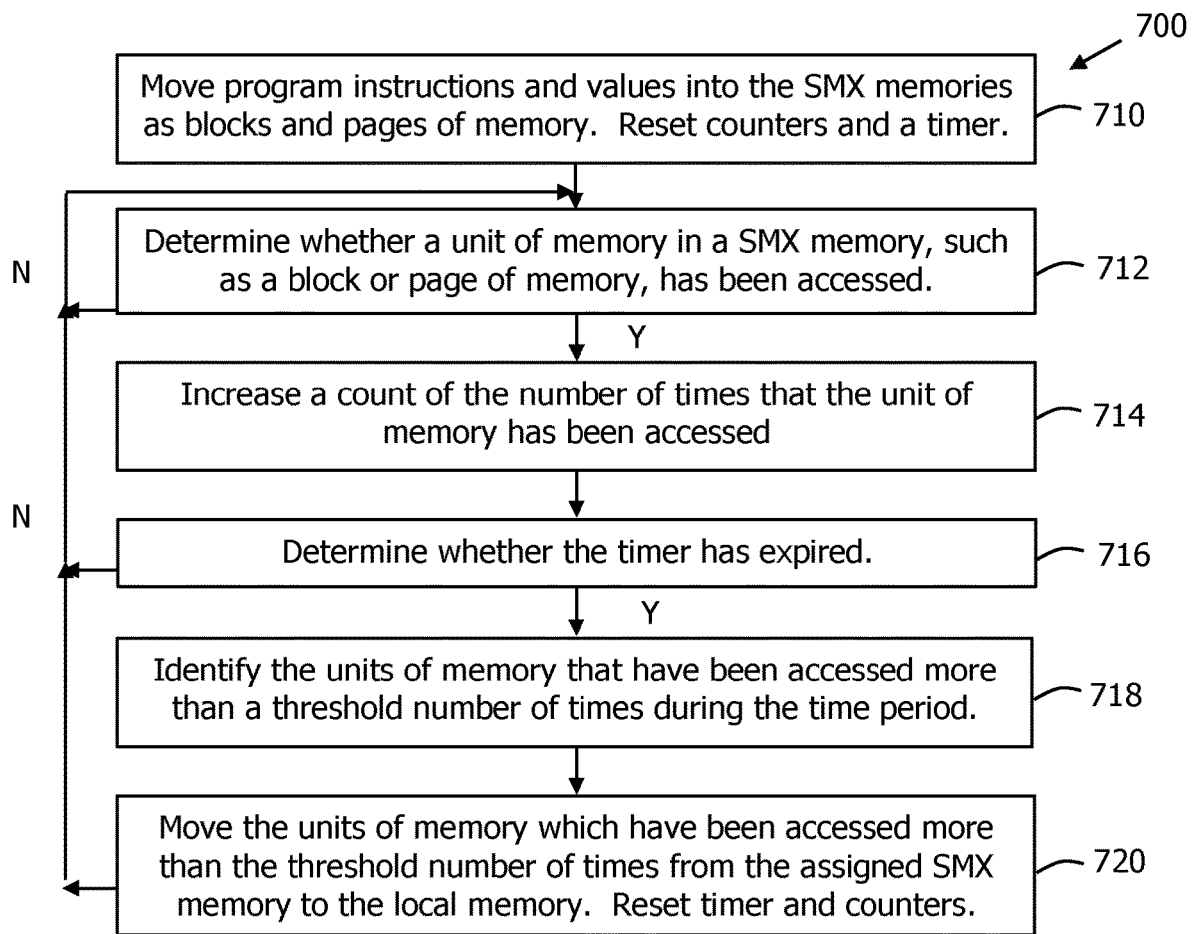 700
Move program instructions and values into the SMX memories
as blocks and pages of memory.  Reset counters and a timer.
710
Determine whether a unit of memory in a SMX memory, such
as a block or page of memory, has been accessed.
712
N
Y
Increase a count of the number of times that the unit of
memory has been accessed
714
N
Determine whether the timer has expired.
716
Y
Identify the units of memory that have been accessed more
than a threshold number of times during the time period.
718
Move the units of memory which have been accessed more
than the threshold number of times from the assigned SMX
memory to the local memory.  Reset timer and counters.
720